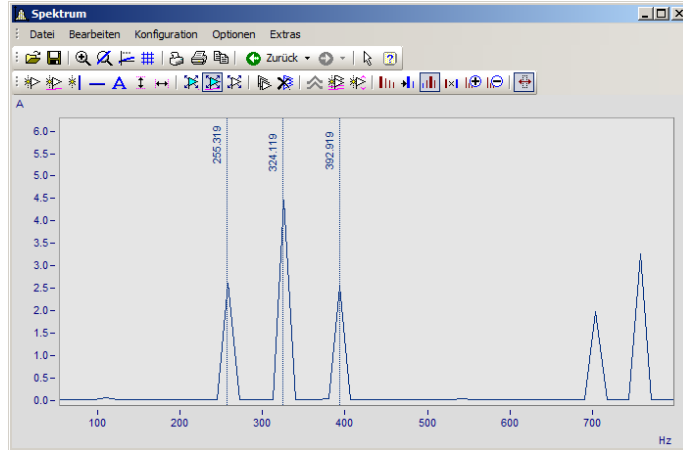 Spektrum
Datei Bearbeiten Konfiguration Optionen Extras
Zurück
A
A
6.0
5.5
5.0
4.5
4.0
3.5
3.0
2.5
2.0
1.5
1.0
0.5
0.0
255.319
324.119
392.919
100 200 300 400 500 600 700
Hz